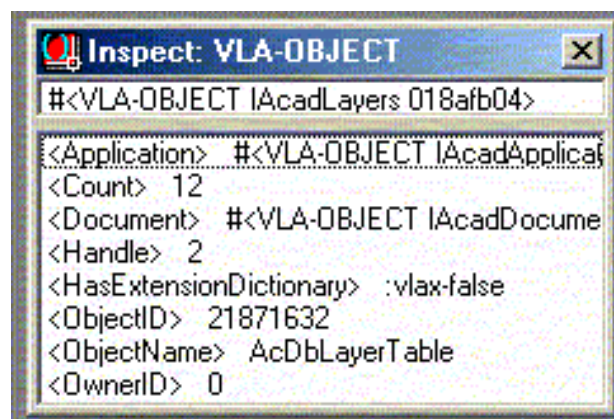 Inspect: VLA-OBJECT
#<VLA-OBJECT IAcadLayers 018afb04>
<Application> #<VLA-OBJECT IAcadApplicat
<Count> 12
<Document> #<VLA-OBJECT IAcadDocume
<Handle> 2
<HasExtensionDictionary> :vlax-false
<ObjectID> 21871632
<ObjectName> AcDbLayerTable
<OwnerID> 0